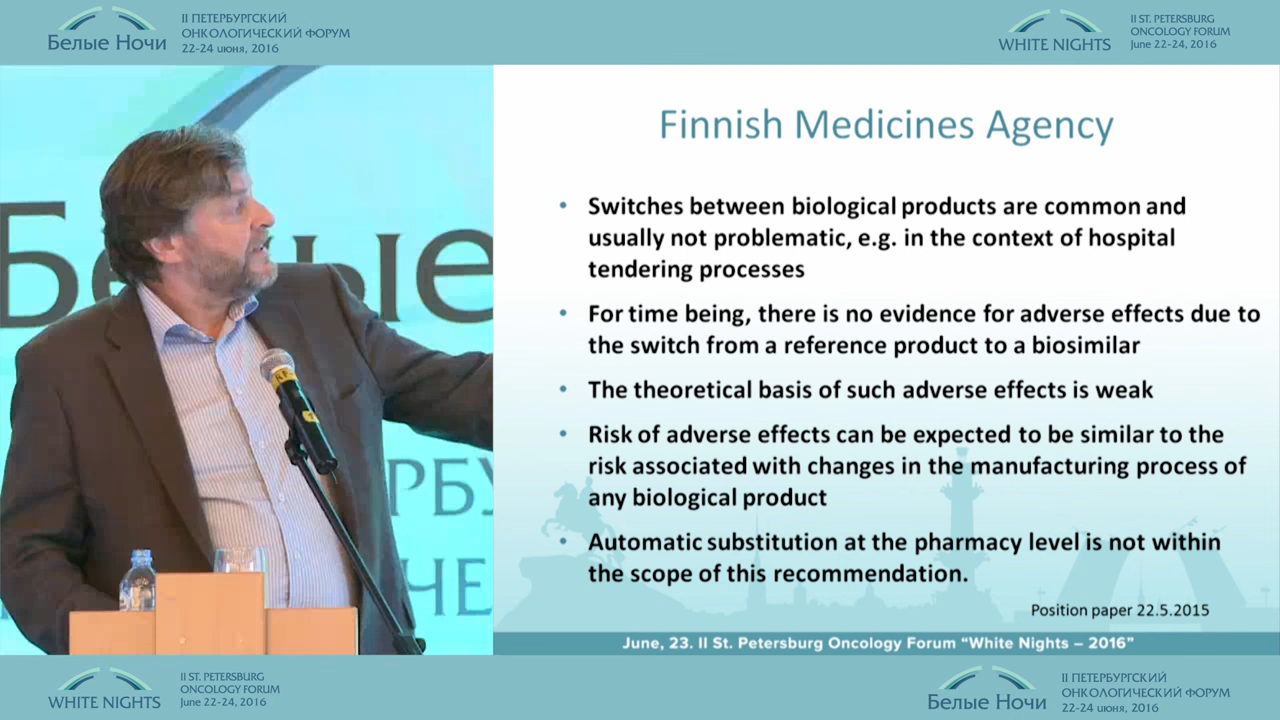 II ПЕТЕРБУРГСКИЙ
ОНКОЛОГИЧЕСКИЙ ФОРУМ
Белые Ночи
22-24 июня, 2016
II ST. PETERSBURG
ONCOLOGY FORUM
WHITE NIGHTS
June 22-24, 2016
Finnish Medicines Agency
• Switches between biological products are common and
usually not problematic, e.g. in the context of hospital
tendering processes
• For time being, there is no evidence for adverse effects due to
the switch from a reference product to a biosimilar
• The theoretical basis of such adverse effects is weak
• Risk of adverse effects can be expected to be similar to the
risk associated with changes in the manufacturing process of
any biological product
• Automatic substitution at the pharmacy level is not within
the scope of this recommendation.
Position paper 22.5.2015
June, 23. II St. Petersburg Oncology Forum “White Nights – 2016”
II ST. PETERSBURG
ONCOLOGY FORUM
WHITE NIGHTS
June 22-24, 2016
II ПЕТЕРБУРГСКИЙ
ОНКОЛОГИЧЕСКИЙ ФОРУМ
Белые Ночи
22-24 июня, 2016